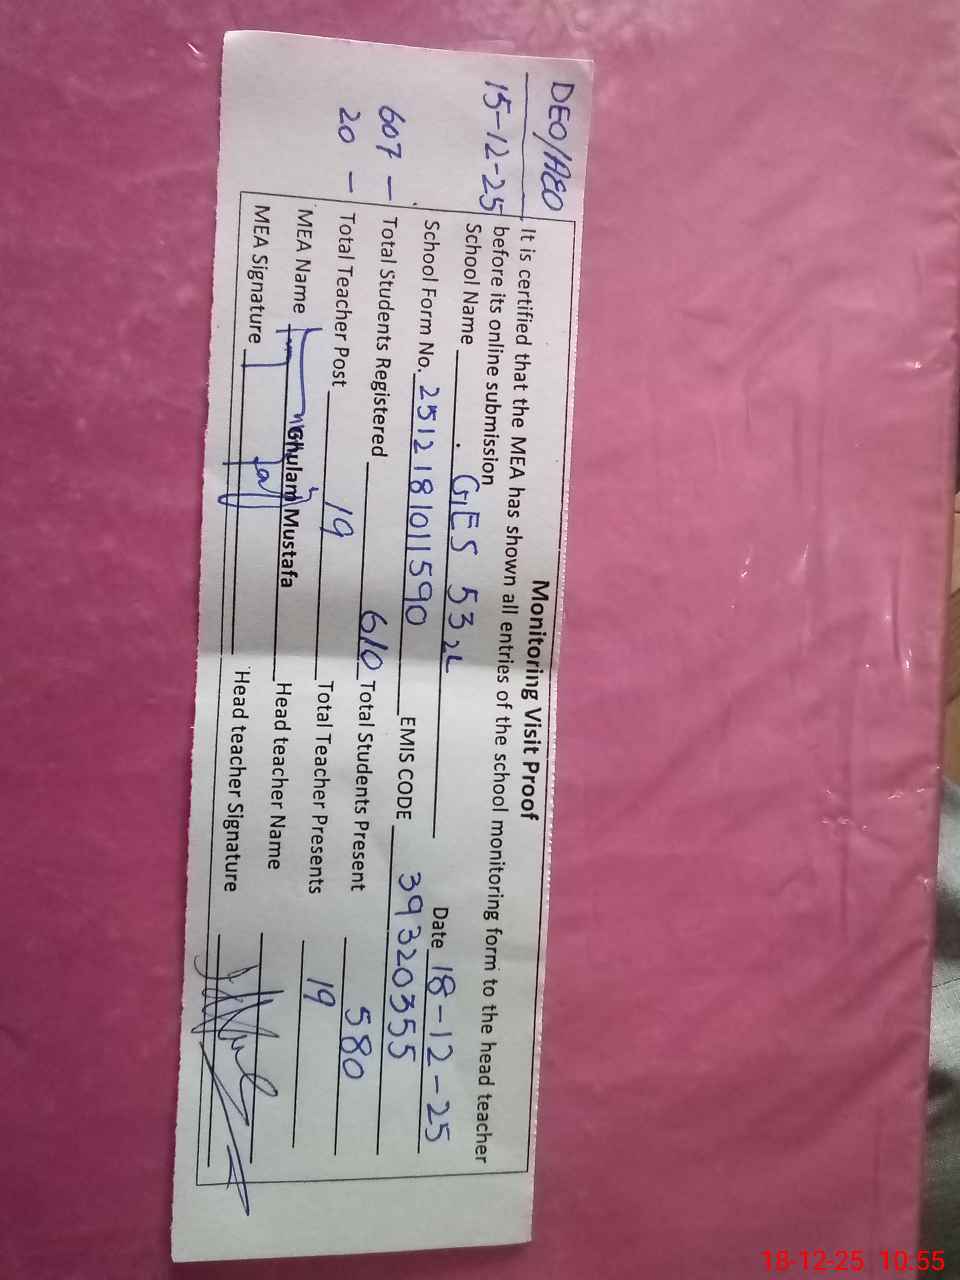 DEO/AEO
15-12-25
607 -
20 -
Monitoring Visit Proof
It is certified that the MEA has shown all entries of the school monitoring form to the head teacher
before its online submission
Date 18-12-25
School Name GES 53 2L
School Form No. 2512181011590 EMIS CODE 39320355
Total Students Registered 610 Total Students Present 580
Total Teacher Post 19 Total Teacher Presents 19
MEA Name Ghulam Mustafa Head teacher Name
MEA Signature Head teacher Signature
18-12-25 10:55